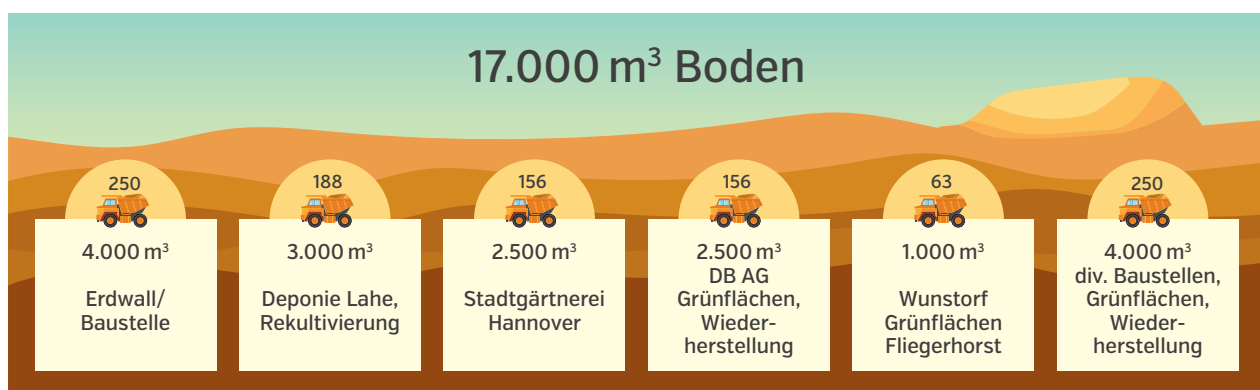 17.000 m³ Boden
250
4.000 m³
Erdwall/
Baustelle
188
3.000 m³
Deponie Lahe,
Rekultivierung
156
2.500 m³
Stadtgärtnerei
Hannover
156
2.500 m³
DB AG
Grünflächen,
Wieder-
herstellung
63
1.000 m³
Wunstorf
Grünflächen
Fliegerhorst
250
4.000 m³
div. Baustellen,
Grünflächen,
Wieder-
herstellung